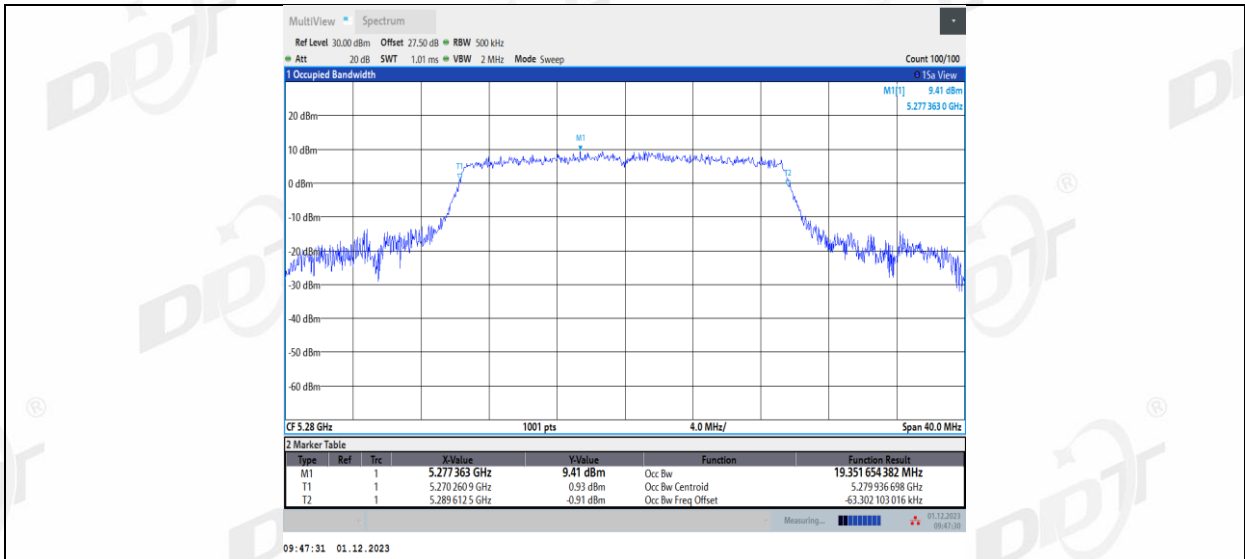 MultiView Spectrum
Ref Level 30.00 dBm Offset 27.50 dB RBW 500 kHz
Att 20 dB SWT 1.01 ms VBW 2 MHz Mode Sweep Count 100/100
1 Occupied Bandwidth 1Sa View
M1[1] 9.41 dBm
5.277 363 0 GHz
20 dBm
M1
10 dBm
T1
T2
0 dBm
-10 dBm
-20 dBm
-30 dBm
-40 dBm
-50 dBm
-60 dBm
CF 5.28 GHz 1001 pts 4.0 MHz/ Span 40.0 MHz
2 Marker Table
Type Ref Trc X-Value Y-Value Function Function Result
M1 1 5.277 363 GHz 9.41 dBm Occ Bw 19.351 654 382 MHz
T1 1 5.270 260 9 GHz 0.93 dBm Occ Bw Centroid 5.279 936 698 GHz
T2 1 5.289 612 5 GHz -0.91 dBm Occ Bw Freq Offset -63.302 103 016 kHz
Measuring... 01.12.2023
09:47:30
09:47:31 01.12.2023
DDT
®